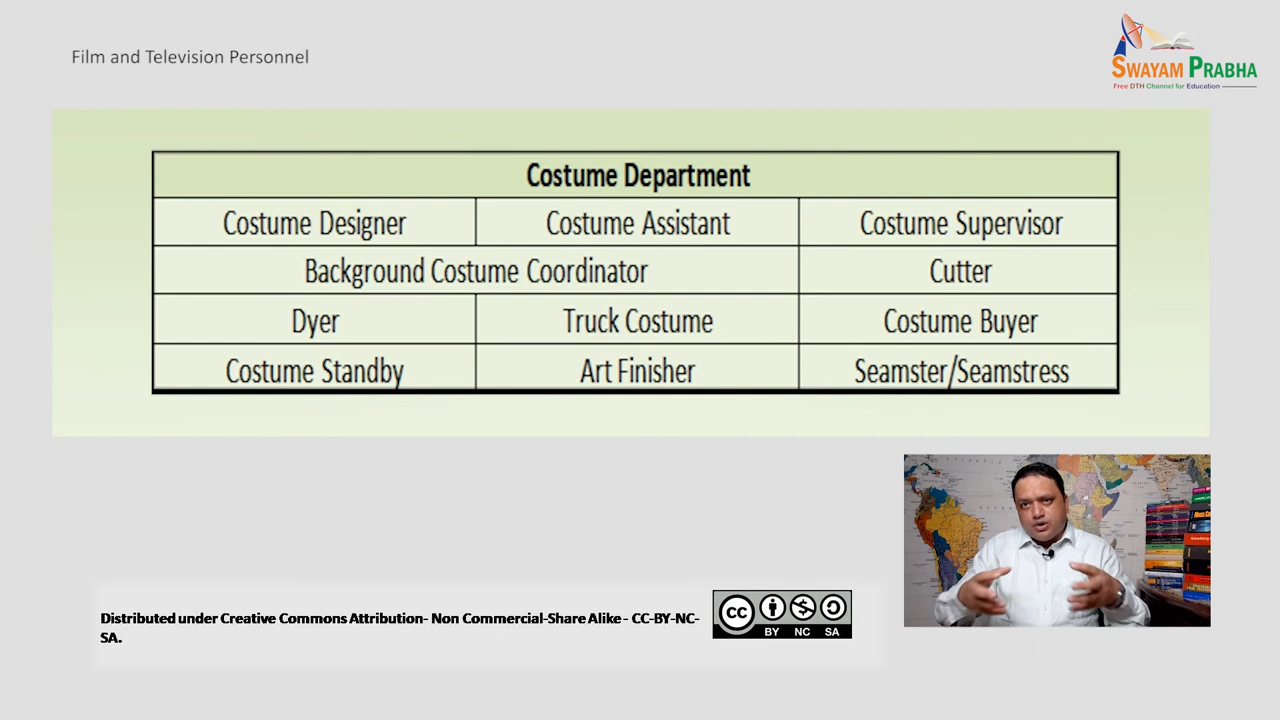 Film and Television Personnel
SWAYAM PRABHA
Free DTH Channel for Education
Costume Department
Costume Designer Costume Assistant Costume Supervisor
Background Costume Coordinator Cutter
Dyer Truck Costume Costume Buyer
Costume Standby Art Finisher Seamster/Seamstress
Distributed under Creative Commons Attribution- Non Commercial-Share Alike - CC-BY-NC-
SA.
cc
BY NC SA